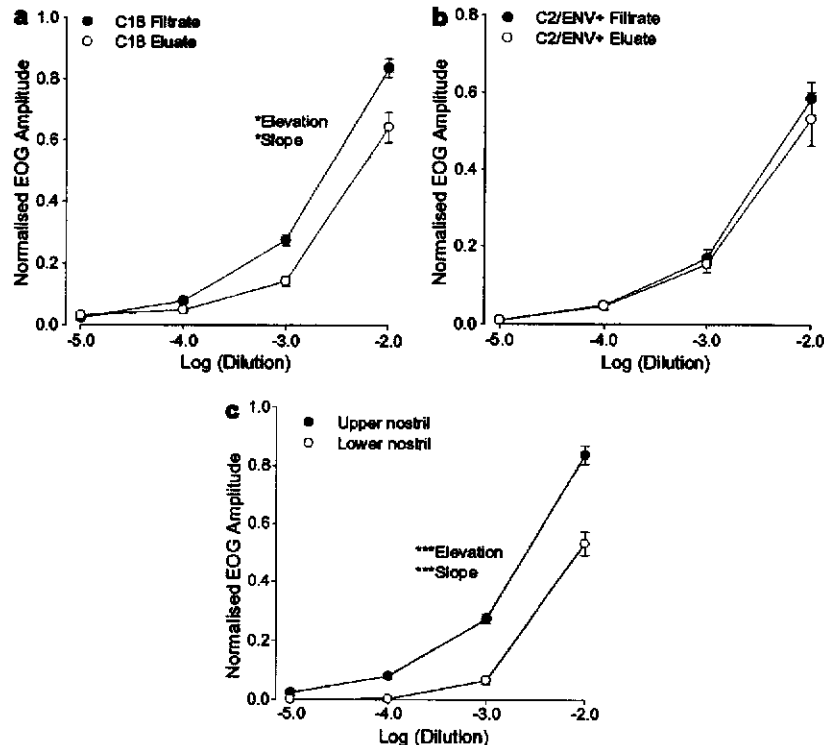 a
C18 Filtrate
C18 Eluate
Normalised EOG Amplitude
1.0
0.8
0.6
0.4
0.2
0.0
*Elevation
*Slope
-5.0 -4.0 -3.0 -2.0
Log (Dilution)
b
C2/ENV+ Filtrate
C2/ENV+ Eluate
Normalised EOG Amplitude
0.8
0.6
0.4
0.2
0.0
-5.0 -4.0 -3.0 -2.0
Log (Dilution)
c
Upper nostril
Lower nostril
Normalised EOG Amplitude
1.0
0.8
0.6
0.4
0.2
0.0
***Elevation
***Slope
-5.0 -4.0 -3.0 -2.0
Log (Dilution)